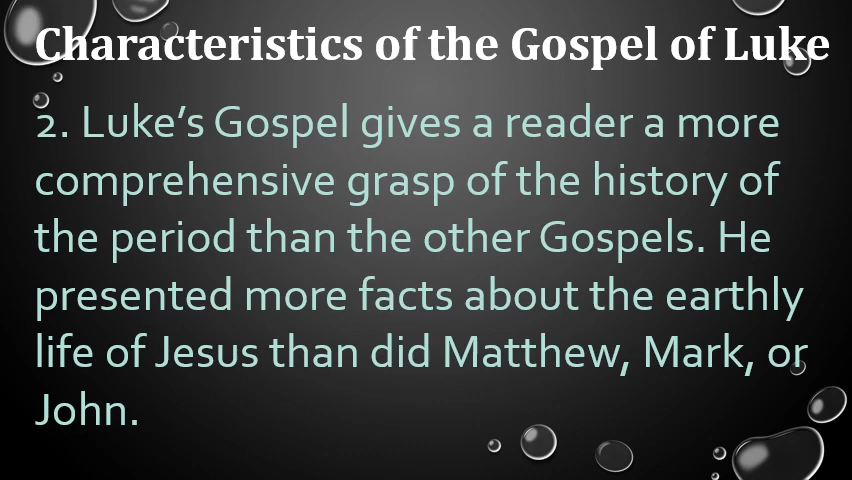 Characteristics of the Gospel of Luke
2. Luke’s Gospel gives a reader a more
comprehensive grasp of the history of
the period than the other Gospels. He
presented more facts about the earthly
life of Jesus than did Matthew, Mark, or
John.